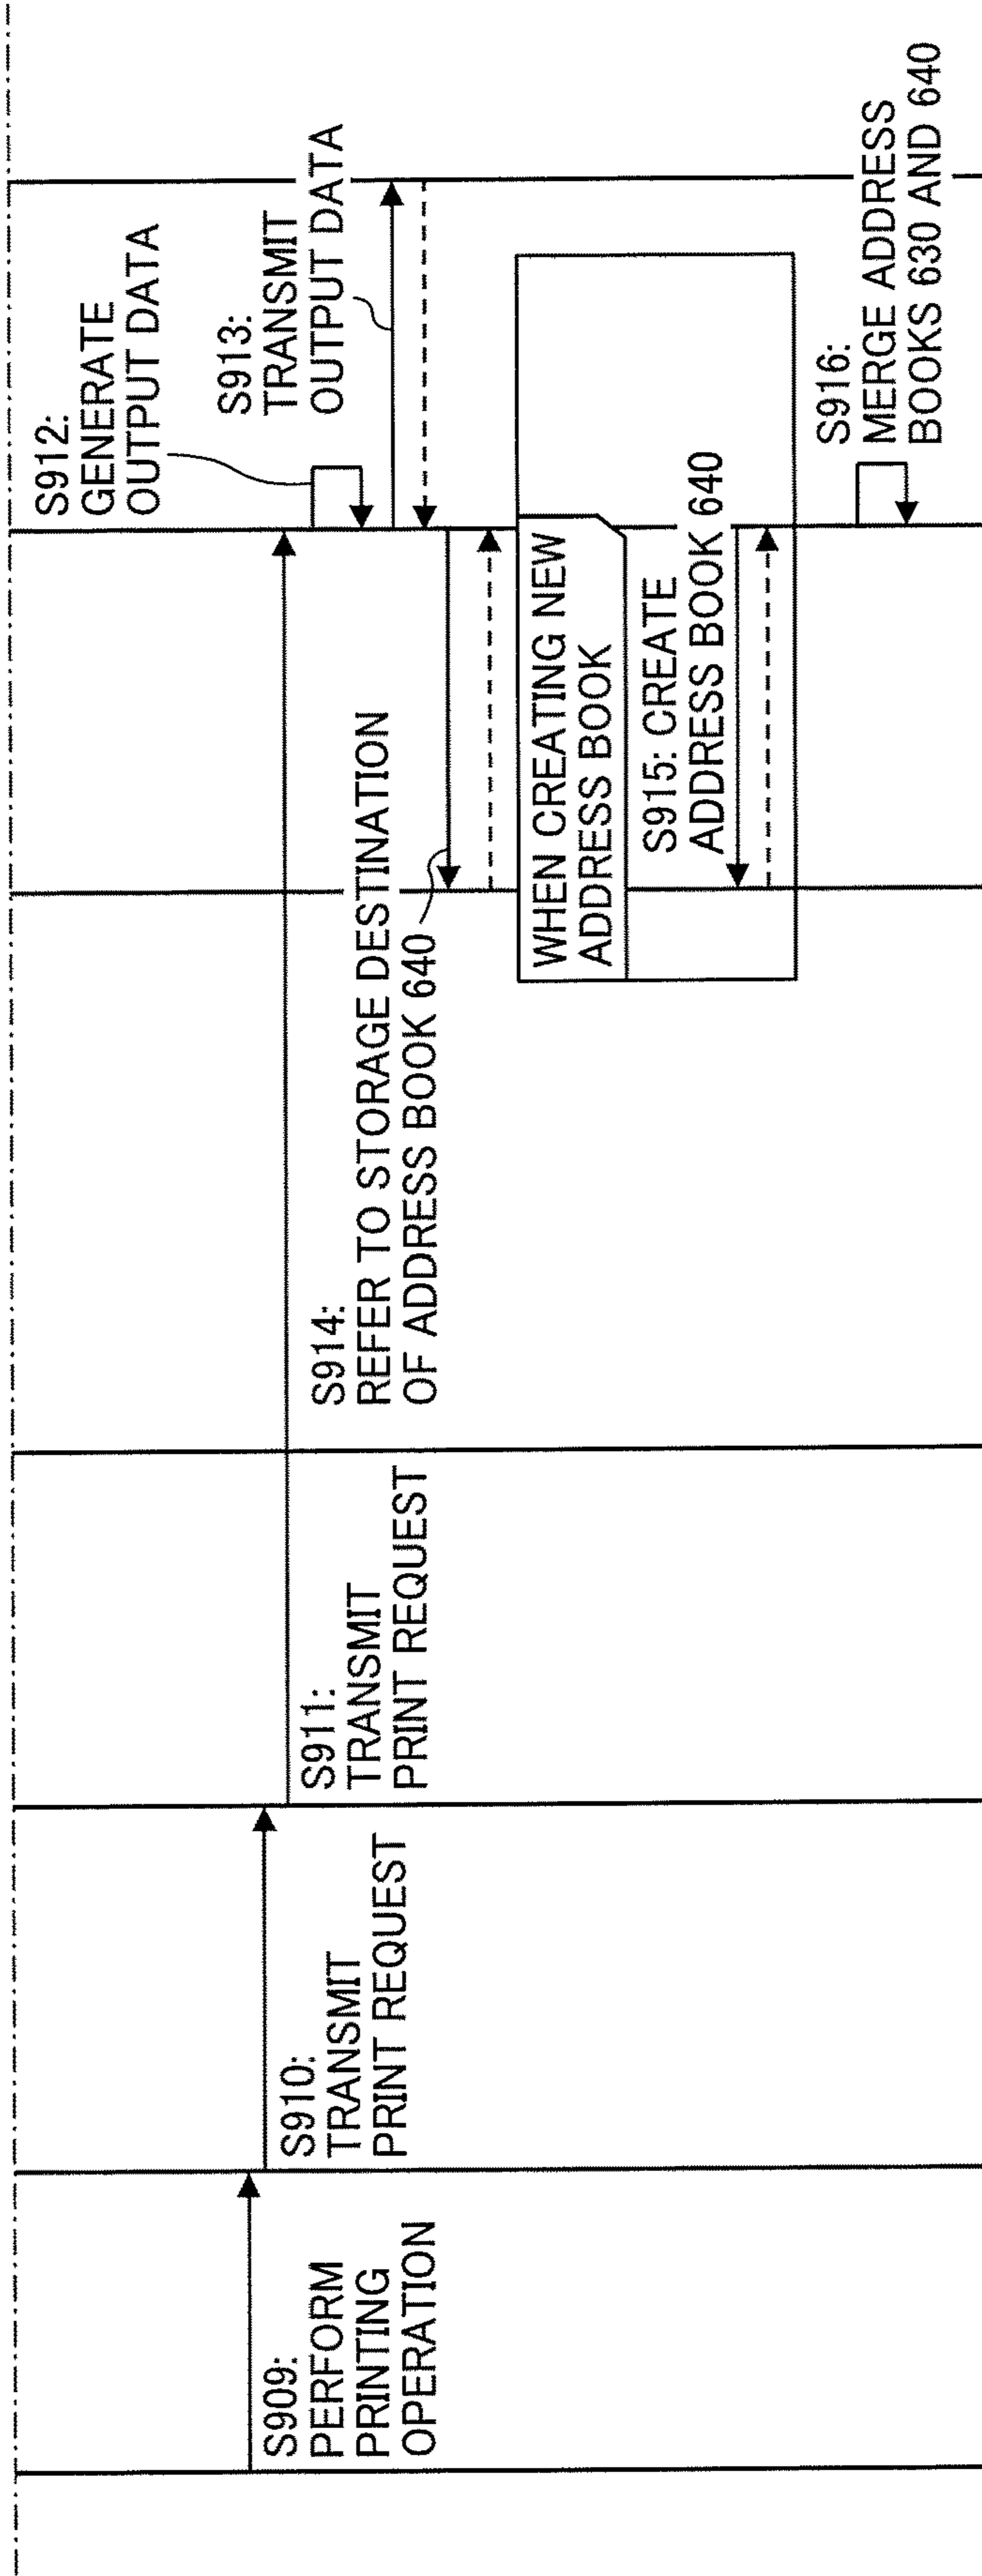 S909:
PERFORM
PRINTING
OPERATION
S910:
TRANSMIT
PRINT REQUEST
S911:
TRANSMIT
PRINT REQUEST
S912:
GENERATE
OUTPUT DATA
S913:
TRANSMIT
OUTPUT DATA
S914:
REFER TO STORAGE DESTINATION
OF ADDRESS BOOK 640
WHEN CREATING NEW
ADDRESS BOOK
S915: CREATE
ADDRESS BOOK 640
S916:
MERGE ADDRESS
BOOKS 630 AND 640